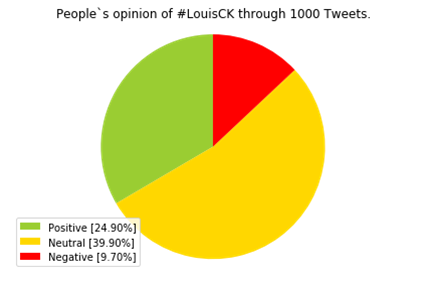 People`s opinion of #LouisCK through 1000 Tweets.
Positive [24.90%]
Neutral [39.90%]
Negative [9.70%]